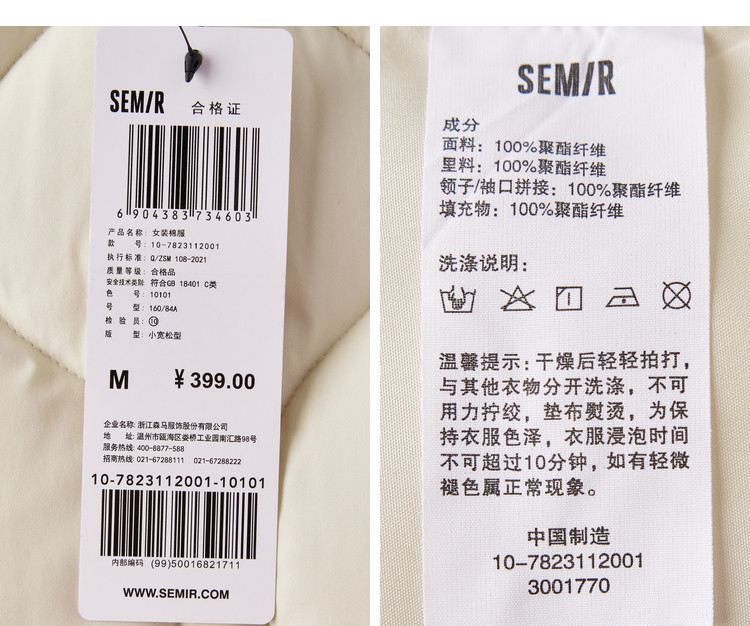 SEMIR 合格证
6 904383 734603
产品名称: 女装棉服
款 号: 10-7823112001
执行标准: Q/ZSM 108-2021
质量等级: 合格品
安全技术类别: 符合GB 18401 C类
色 号: 10101
号 型: 160/84A
检 验 员: ⑩
版 型: 小宽松型
M ¥399.00
企业名称: 浙江森马服饰股份有限公司
地 址: 温州市瓯海区娄桥工业园南汇路98号
服务热线: 400-8877-588
招商热线: 021-67288111 021-67288222
10-7823112001-10101
内部编码 (99)50016821711
WWW.SEMIR.COM
SEMIR
成分
面料: 100%聚酯纤维
里料: 100%聚酯纤维
领子/袖口拼接: 100%聚酯纤维
填充物: 100%聚酯纤维
洗涤说明:
温馨提示:干燥后轻轻拍打,
与其他衣物分开洗涤, 不可
用力拧绞, 垫布熨烫, 为保
持衣服色泽, 衣服浸泡时间
不可超过10分钟, 如有轻微
褪色属正常现象。
中国制造
10-7823112001
3001770